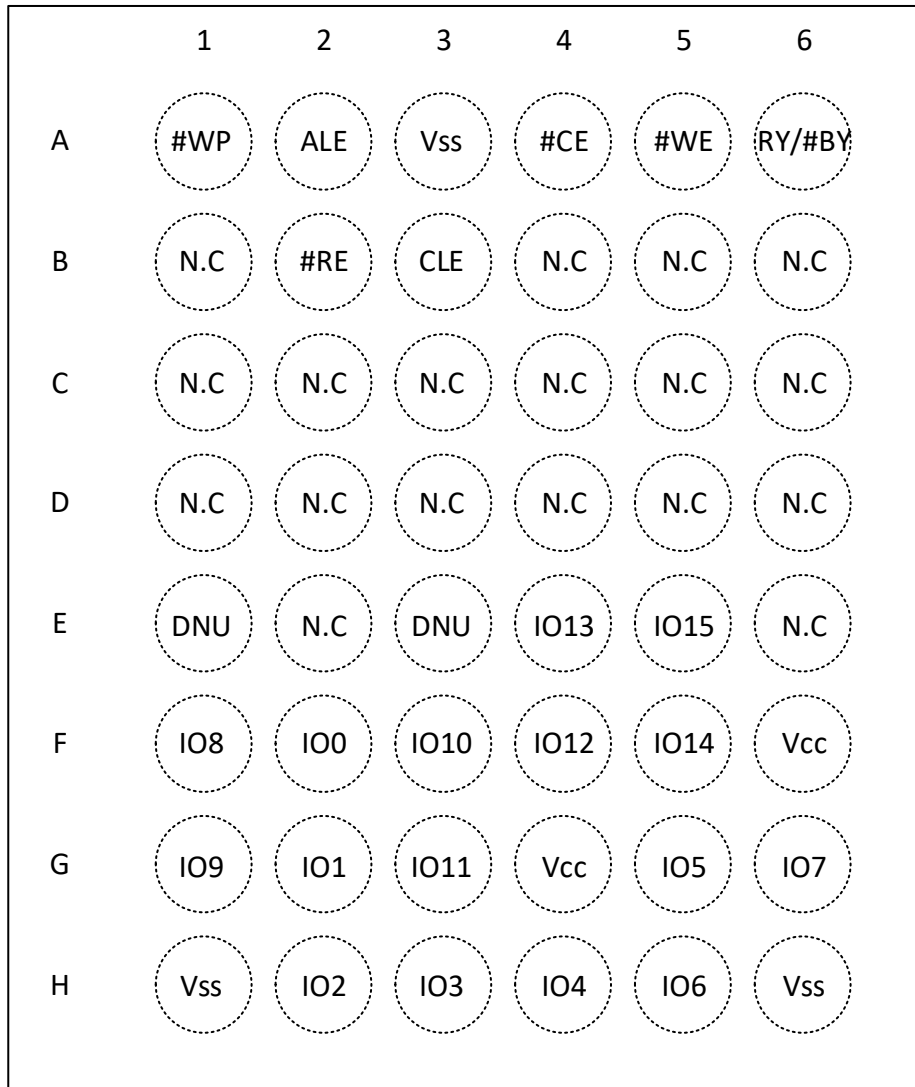 1 2 3 4 5 6
A #WP ALE Vss #CE #WE RY/#BY
B N.C #RE CLE N.C N.C N.C
C N.C N.C N.C N.C N.C N.C
D N.C N.C N.C N.C N.C N.C
E DNU N.C DNU IO13 IO15 N.C
F IO8 IO0 IO10 IO12 IO14 Vcc
G IO9 IO1 IO11 Vcc IO5 IO7
H Vss IO2 IO3 IO4 IO6 Vss